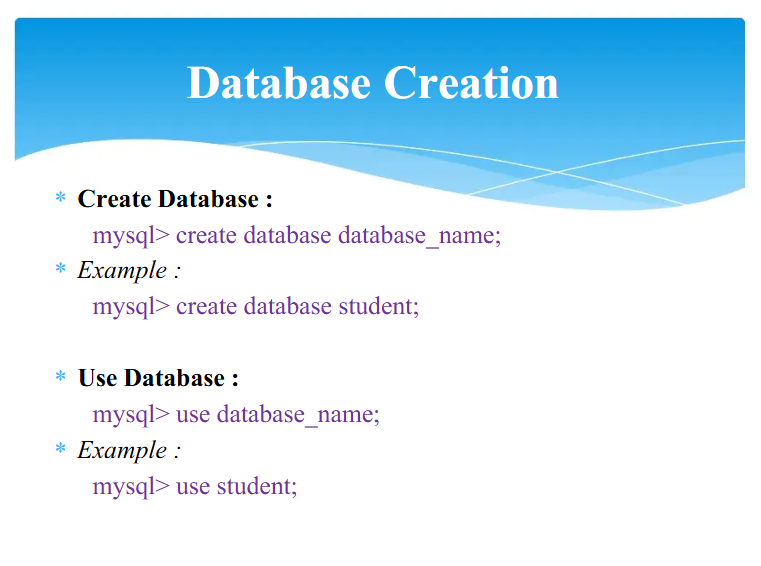 Database Creation
* Create Database :
mysql> create database database_name;
* Example :
mysql> create database student;
* Use Database :
mysql> use database_name;
* Example :
mysql> use student;